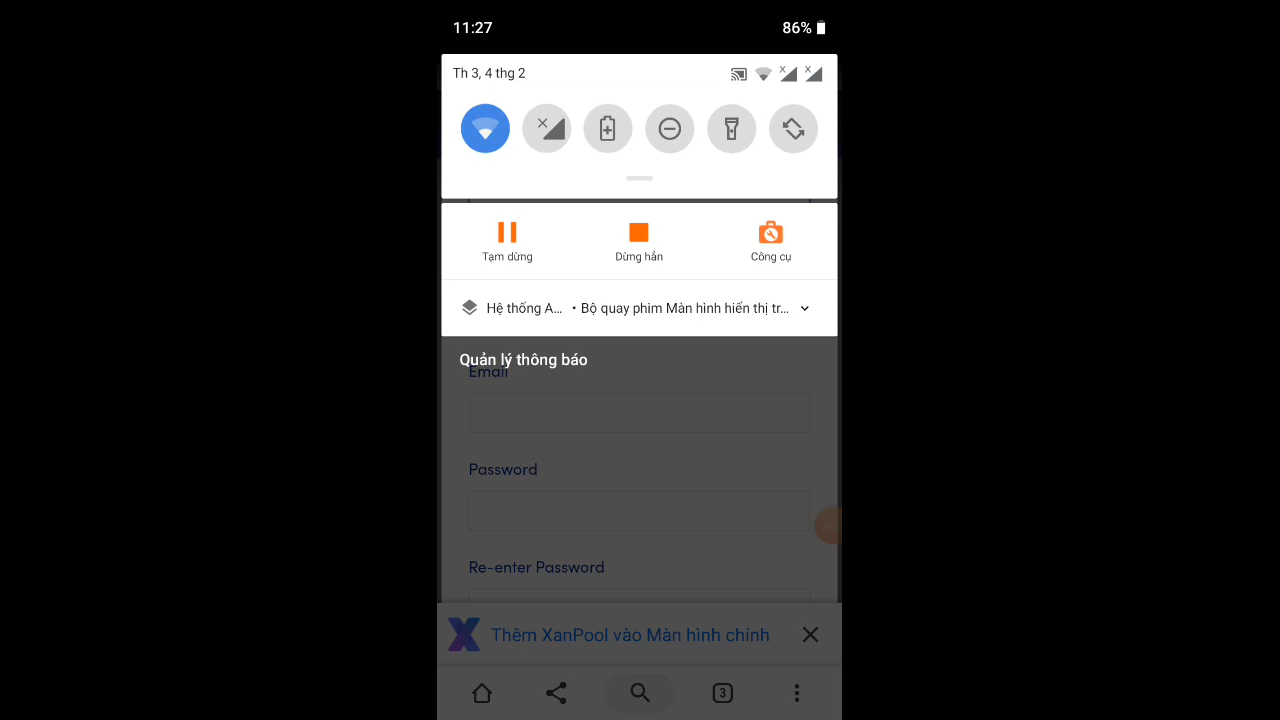 11:27
86%
Th 3, 4 thg 2
Tạm dừng
Dừng hẳn
Công cụ
Hệ thống A... • Bộ quay phim Màn hình hiển thị tr...
Quản lý thông báo
Email
Password
Re-enter Password
Thêm XanPool vào Màn hình chính
3